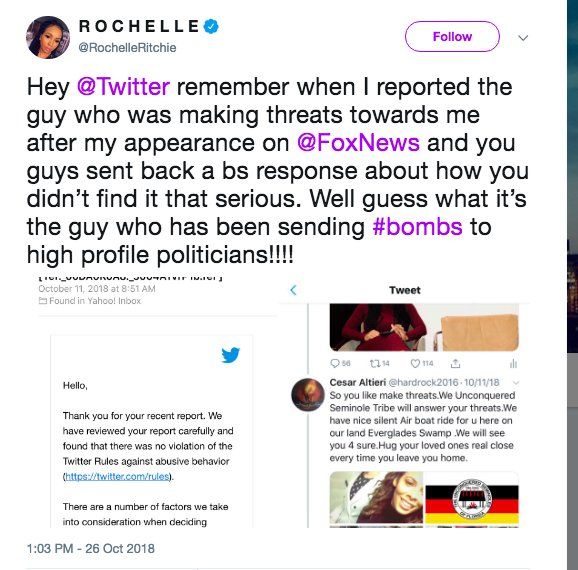 ROCHELLE
@RochelleRitchie
Follow
Hey @Twitter remember when I reported the
guy who was making threats towards me
after my appearance on @FoxNews and you
guys sent back a bs response about how you
didn't find it that serious. Well guess what it's
the guy who has been sending #bombs to
high profile politicians!!!!
October 11, 2018 at 8:51 AM
Found in Yahoo! Inbox
Hello,
Thank you for your recent report. We
have reviewed your report carefully and
found that there was no violation of the
Twitter Rules against abusive behavior
(https://twitter.com/rules).
There are a number of factors we take
into consideration when deciding
Tweet
56 14 114
Cesar Altieri @hardrock2016 · 10/11/18
So you like make threats.We Unconquered
Seminole Tribe will answer your threats.We
have nice silent Air boat ride for u here on
our land Everglades Swamp .We will see
you 4 sure.Hug your loved ones real close
every time you leave you home.
1:03 PM - 26 Oct 2018